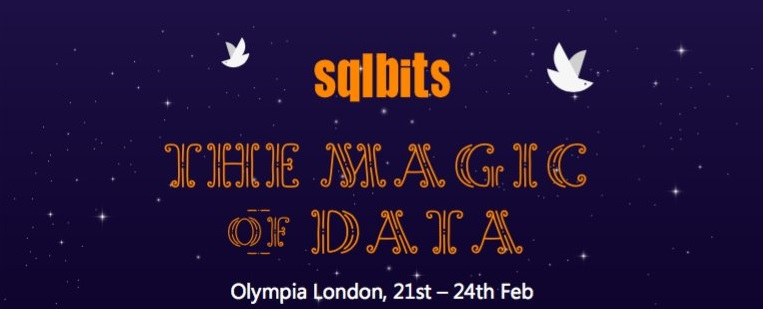 sqlbits
THE MAGIC
OF DATA
Olympia London, 21st – 24th Feb